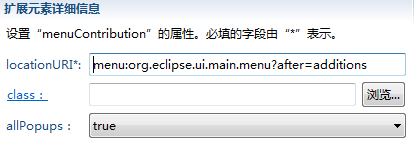 扩展元素详细信息
设置“menuContribution”的属性。必填的字段由“*”表示。
locationURI*: menu:org.eclipse.ui.main.menu?after=additions
class: 浏览...
allPopups: true